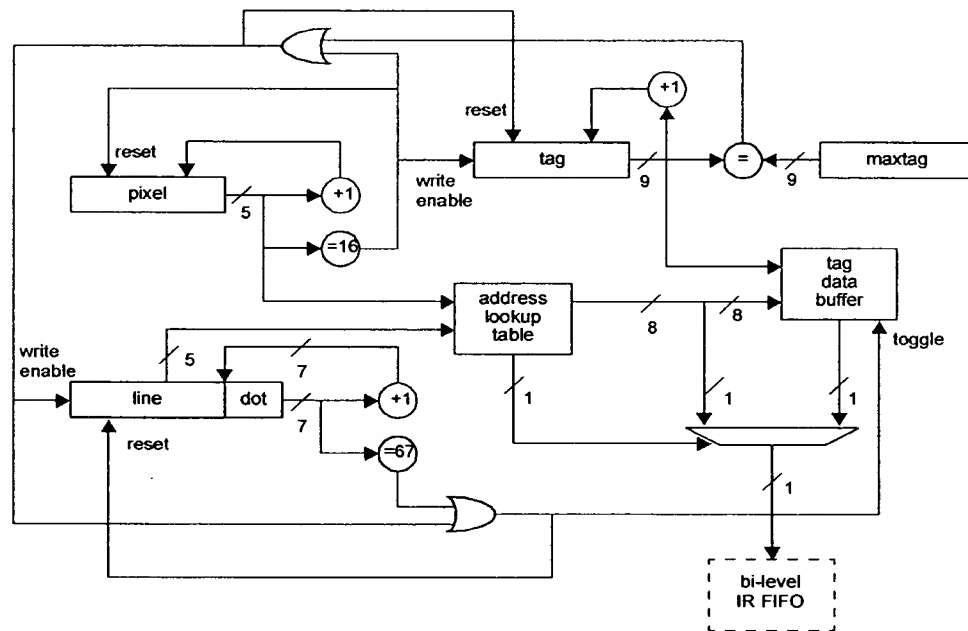 reset
+1
reset
tag
=
maxtag
9
9
write
enable
reset
pixel
+1
5
=16
address
lookup
table
tag
data
buffer
8
8
toggle
5
7
write
enable
line
dot
7
+1
1
1
1
reset
=67
1
bi-level
IR FIFO